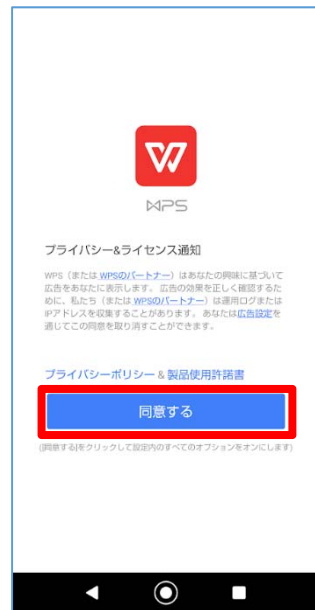 WPS
プライバシー&ライセンス通知
WPS（または WPSのパートナー）はあなたの興味に基づいて
広告をあなたに表示します。広告の効果を正しく確認するた
めに、私たち（または WPSのパートナー）は運用ログまたは
IPアドレスを収集することがあります。あなたは広告設定を
通じてこの同意を取り消すことができます。
プライバシーポリシー & 製品使用許諾書
同意する
([同意する]をクリックして設定内のすべてのオプションをオンにします)